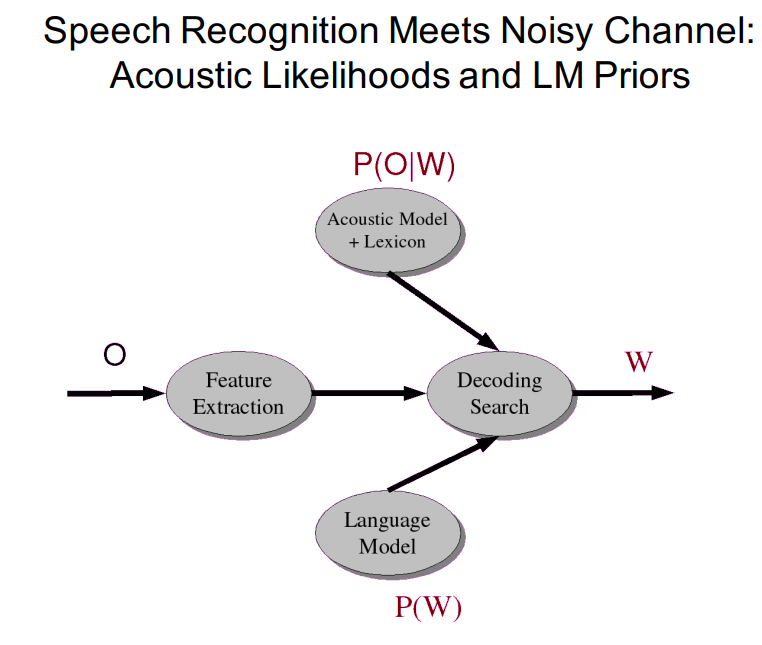 Speech Recognition Meets Noisy Channel:
Acoustic Likelihoods and LM Priors
P(O|W)
Acoustic Model
+ Lexicon
O
Feature
Extraction
Decoding
Search
W
Language
Model
P(W)